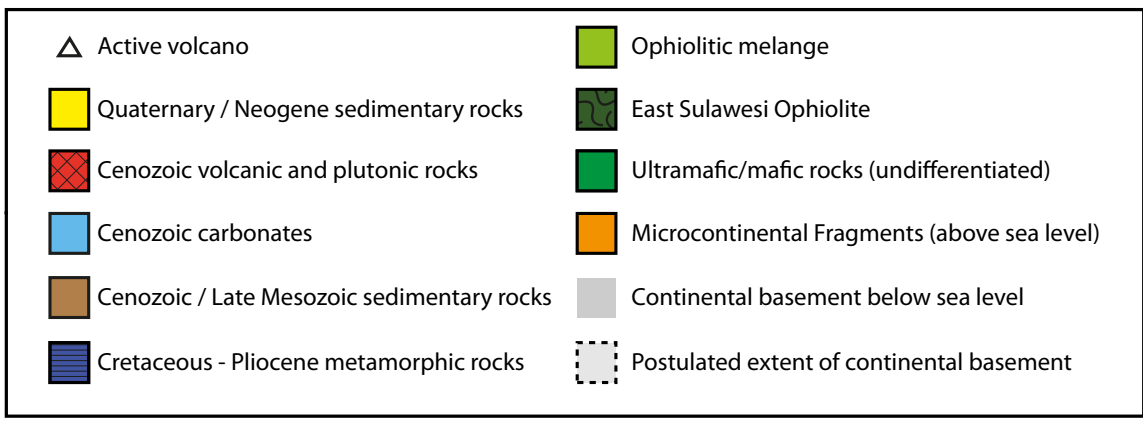 Active volcano
Quaternary / Neogene sedimentary rocks
Cenozoic volcanic and plutonic rocks
Cenozoic carbonates
Cenozoic / Late Mesozoic sedimentary rocks
Cretaceous - Pliocene metamorphic rocks
Ophiolitic melange
East Sulawesi Ophiolite
Ultramafic/mafic rocks (undifferentiated)
Microcontinental Fragments (above sea level)
Continental basement below sea level
Postulated extent of continental basement